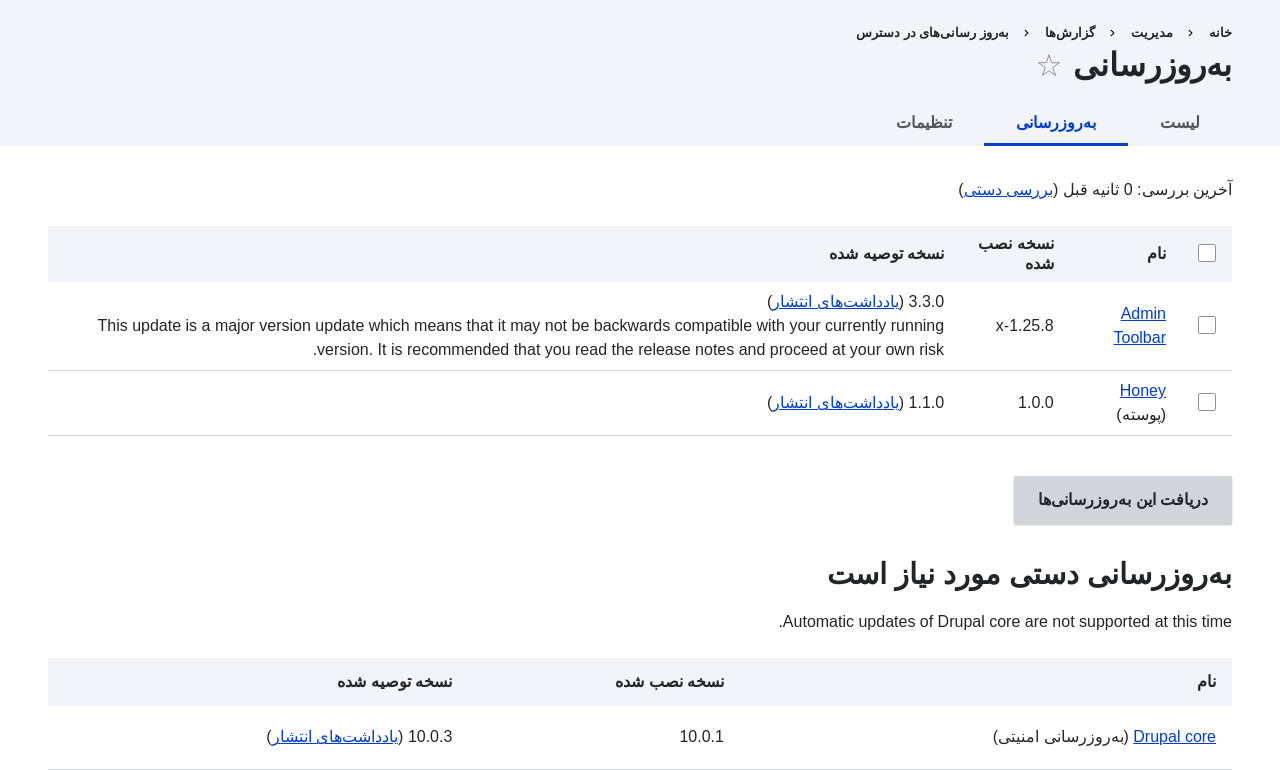 خانه › مدیریت › گزارش‌ها › به‌روز رسانی‌های در دسترس
به‌روزرسانی ☆
لیست به‌روزرسانی تنظیمات
آخرین بررسی: 0 ثانیه قبل (بررسی دستی)
نام نسخه نصب شده نسخه توصیه شده
Admin Toolbar 8.x-1.25 3.3.0 (یادداشت‌های انتشار)
This update is a major version update which means that it may not be backwards compatible with your currently running
version. It is recommended that you read the release notes and proceed at your own risk.
Honey (پوسته) 1.0.0 1.1.0 (یادداشت‌های انتشار)
دریافت این به‌روزرسانی‌ها
به‌روزرسانی دستی مورد نیاز است
Automatic updates of Drupal core are not supported at this time.
نام نسخه نصب شده نسخه توصیه شده
Drupal core (به‌روزرسانی امنیتی) 10.0.1 10.0.3 (یادداشت‌های انتشار)